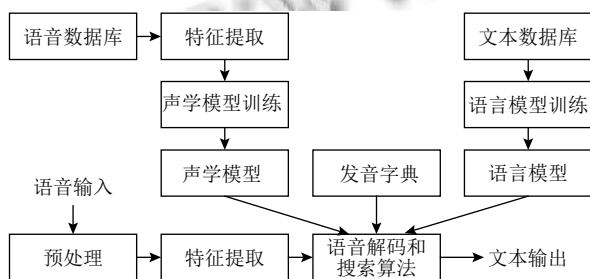 语音数据库
特征提取
文本数据库
声学模型训练
语言模型训练
语音输入
声学模型
发音字典
语言模型
预处理
特征提取
语音解码和
搜索算法
文本输出